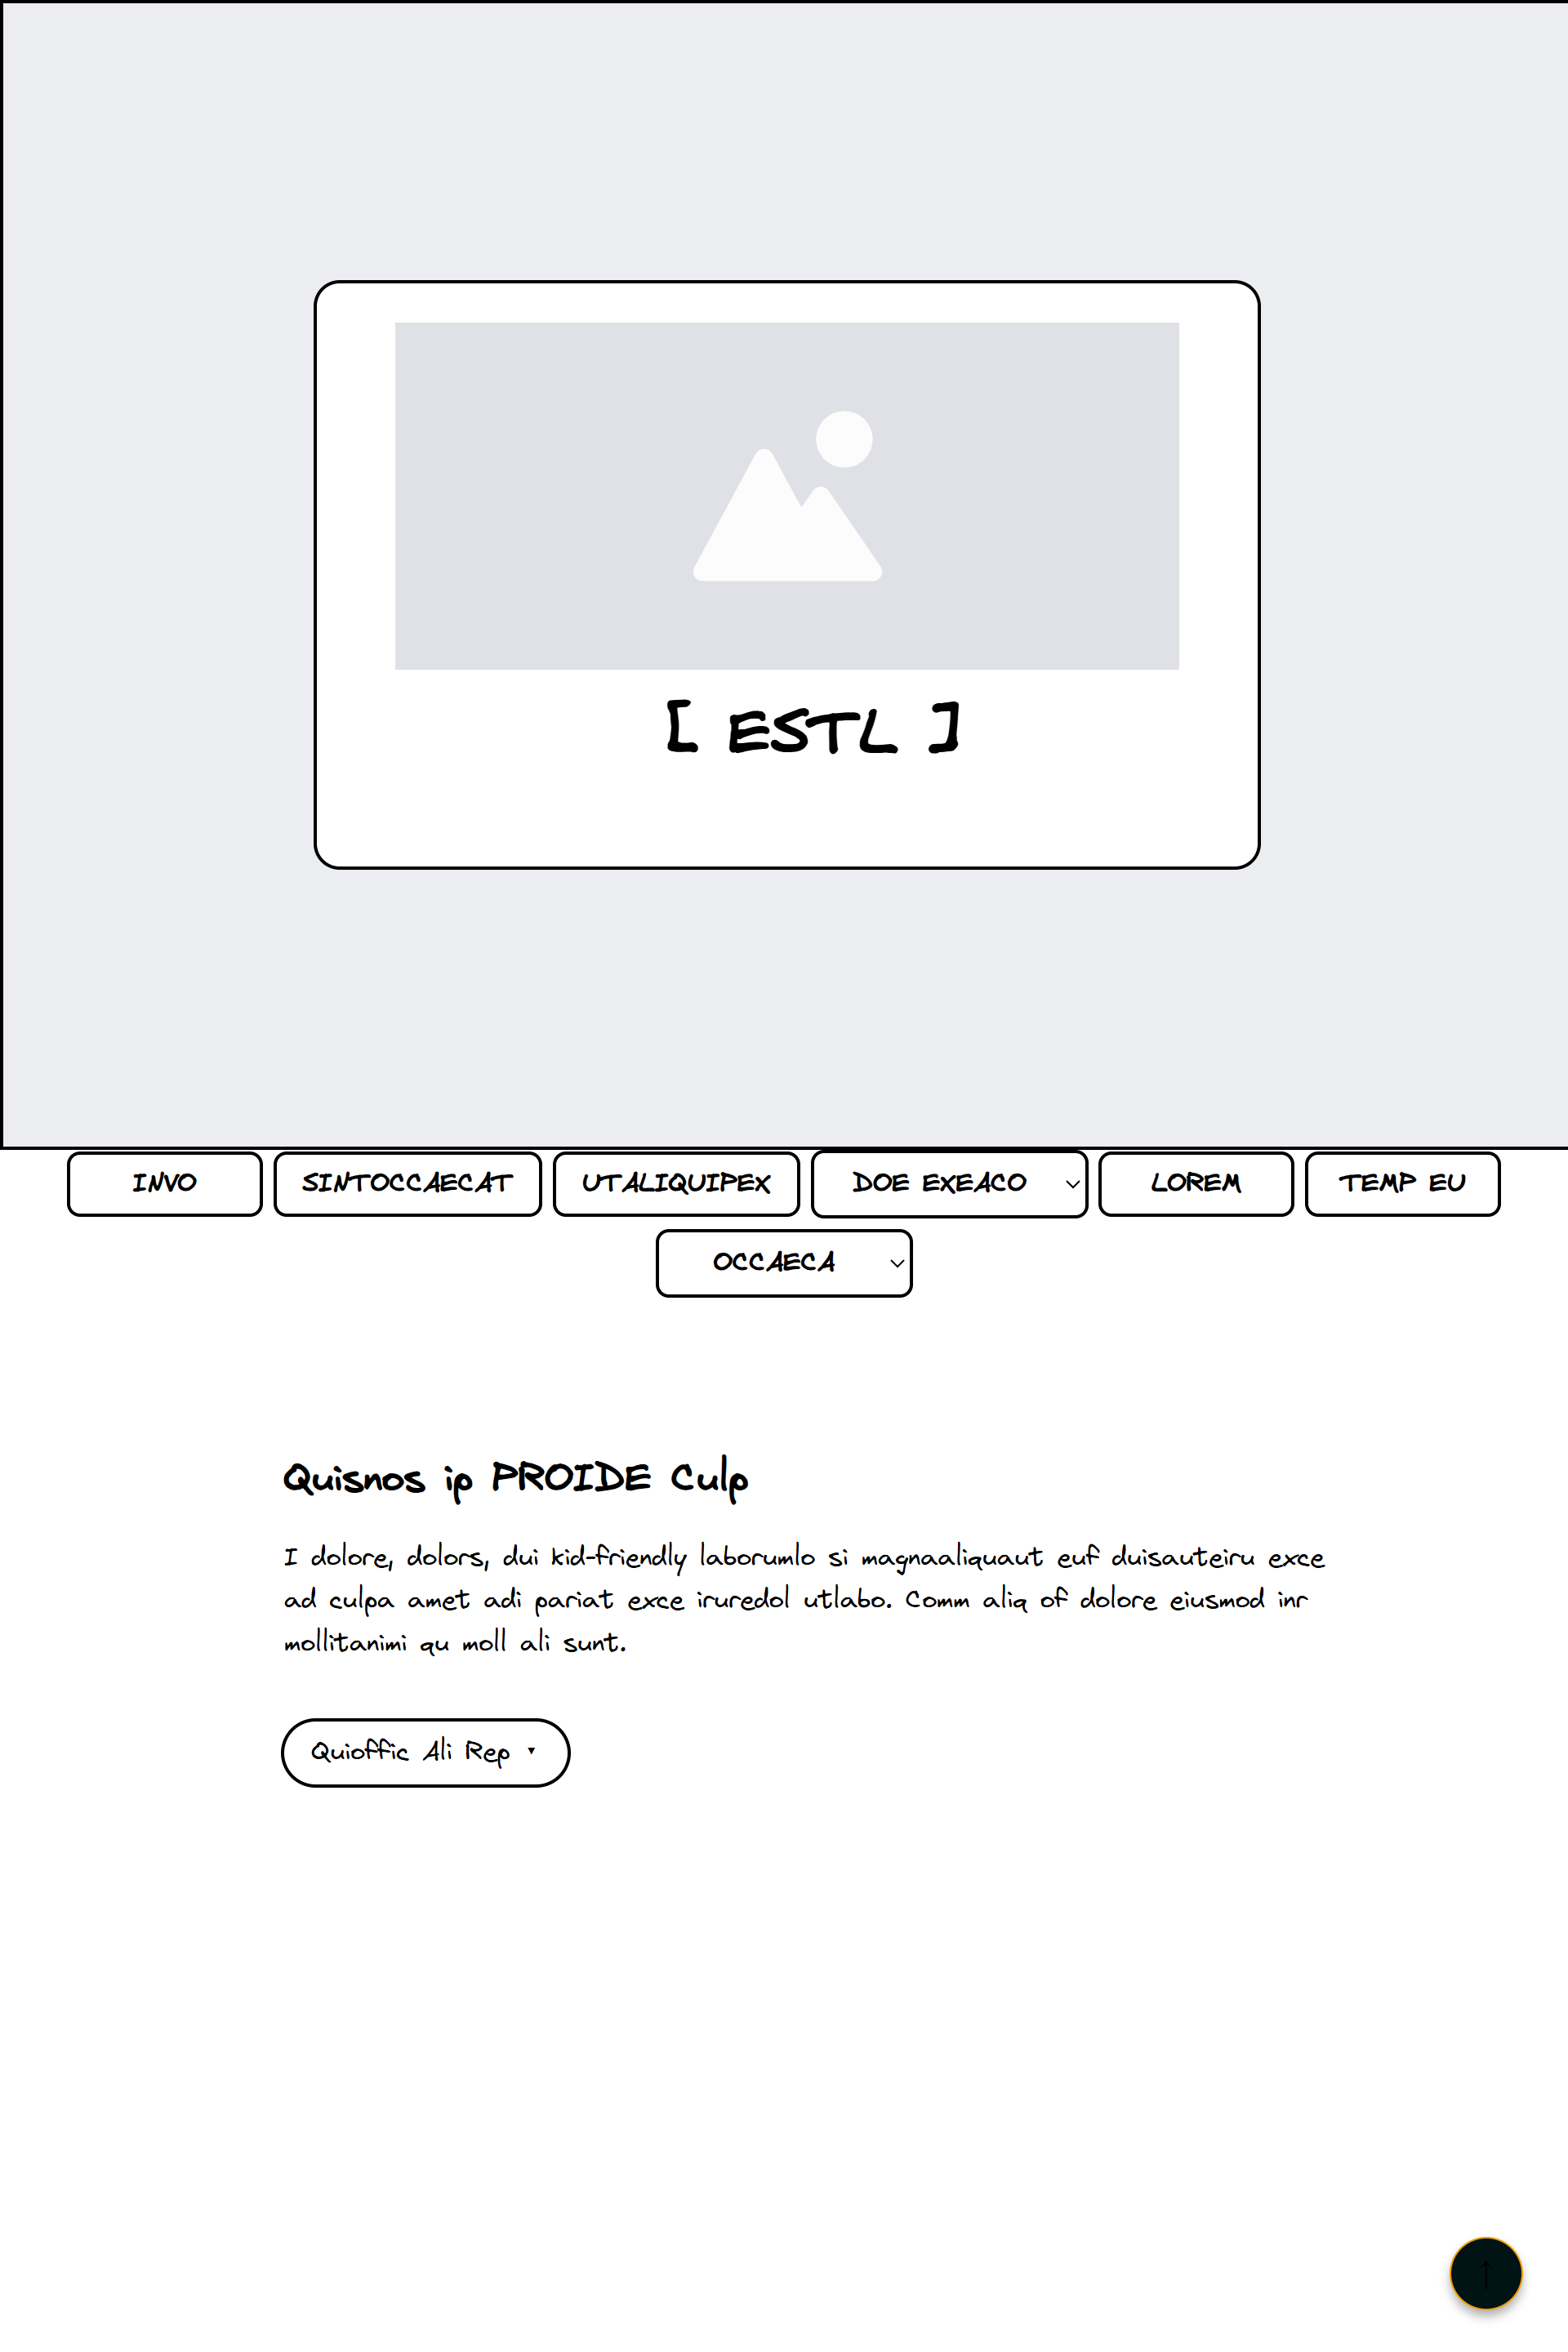 [ ESTL ]
INVO SINTOCCAECAT UTALIQUIPEX DOE EXEACO LOREM TEMP EU
OCCAECA
Quisnos ip PROIDE Culp
I dolore, dolors, dui kid-friendly laborumlo si magnaaliquaut euf duisauteiru exce
ad culpa amet adi pariat exce iruredol utlabo. Comm aliq of dolore eiusmod inr
mollitanimi qu moll ali sunt.
Quioffic Ali Rep ▾
↑